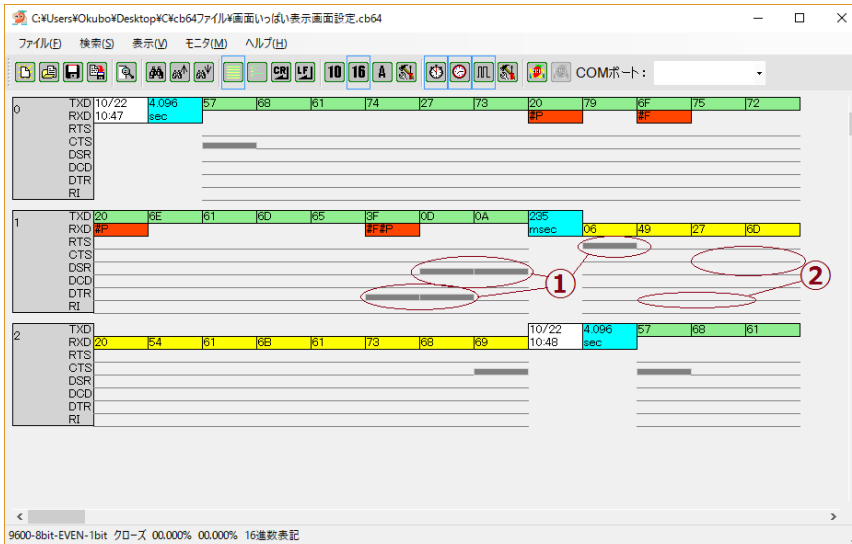 C:¥Users¥Okubo¥Desktop¥C¥cb64ファイル¥画面いっぱい表示画面設定.cb64
ファイル(F) 検索(S) 表示(V) モニタ(M) ヘルプ(H)
CR LF 10 16 A COMポート:
0
TXD 10/22 4.096 57 68 61 74 27 73 20 79 6F 75 72
RXD 10:47 sec #P #F
RTS
CTS
DSR
DCD
DTR
RI
1
TXD 20 6E 61 6D 65 3F 0D 0A 235
RXD #P #F#P msec 06 49 27 6D
RTS
CTS
DSR
DCD
DTR
RI
① ②
2
TXD 10/22 4.096 57 68 61
RXD 20 54 61 6B 61 73 68 69 10:48 sec
RTS
CTS
DSR
DCD
DTR
RI
9600-8bit-EVEN-1bit クローズ 00.000% 00.000% 16進数表記